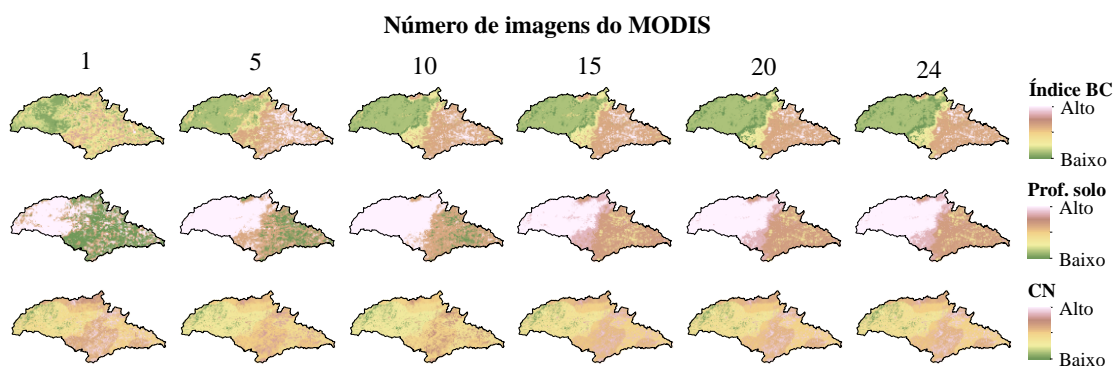 Número de imagens do MODIS
1 5 10 15 20 24
Índice BC
Alto
Baixo
Prof. solo
Alto
Baixo
CN
Alto
Baixo